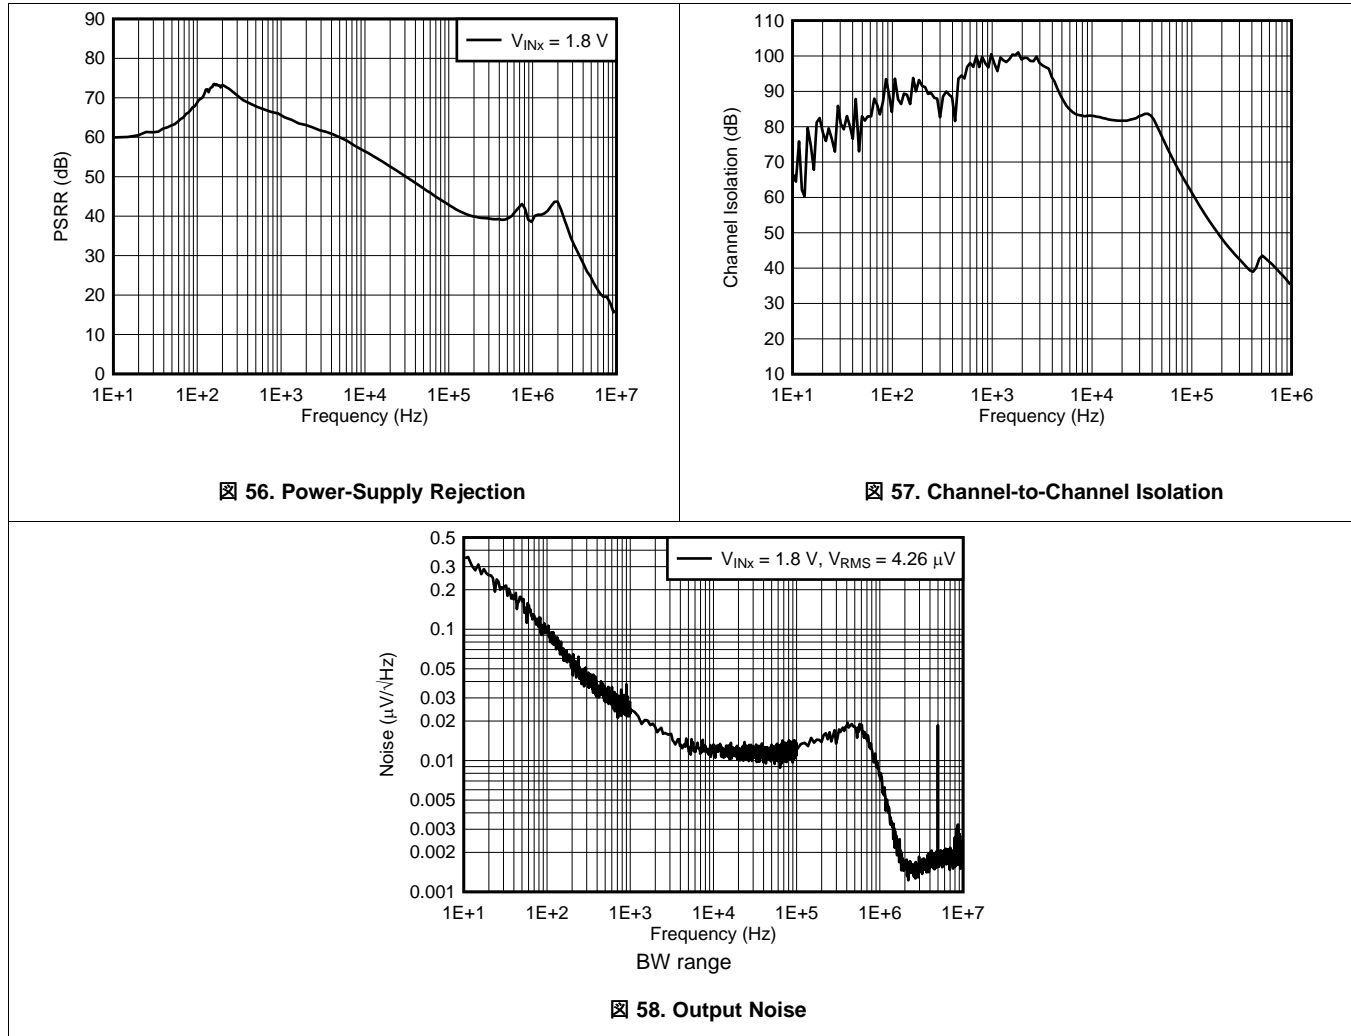 90
80
70
60
50
40
30
20
10
0
PSRR (dB)
V_INx = 1.8 V
1E+1 1E+2 1E+3 1E+4 1E+5 1E+6 1E+7
Frequency (Hz)
図 56. Power-Supply Rejection
110
100
90
80
70
60
50
40
30
20
10
Channel Isolation (dB)
1E+1 1E+2 1E+3 1E+4 1E+5 1E+6
Frequency (Hz)
図 57. Channel-to-Channel Isolation
0.5
0.3
0.2
0.1
0.05
0.03
0.02
0.01
0.005
0.003
0.002
0.001
Noise (μV/√Hz)
V_INx = 1.8 V, V_RMS = 4.26 μV
1E+1 1E+2 1E+3 1E+4 1E+5 1E+6 1E+7
Frequency (Hz)
BW range
図 58. Output Noise